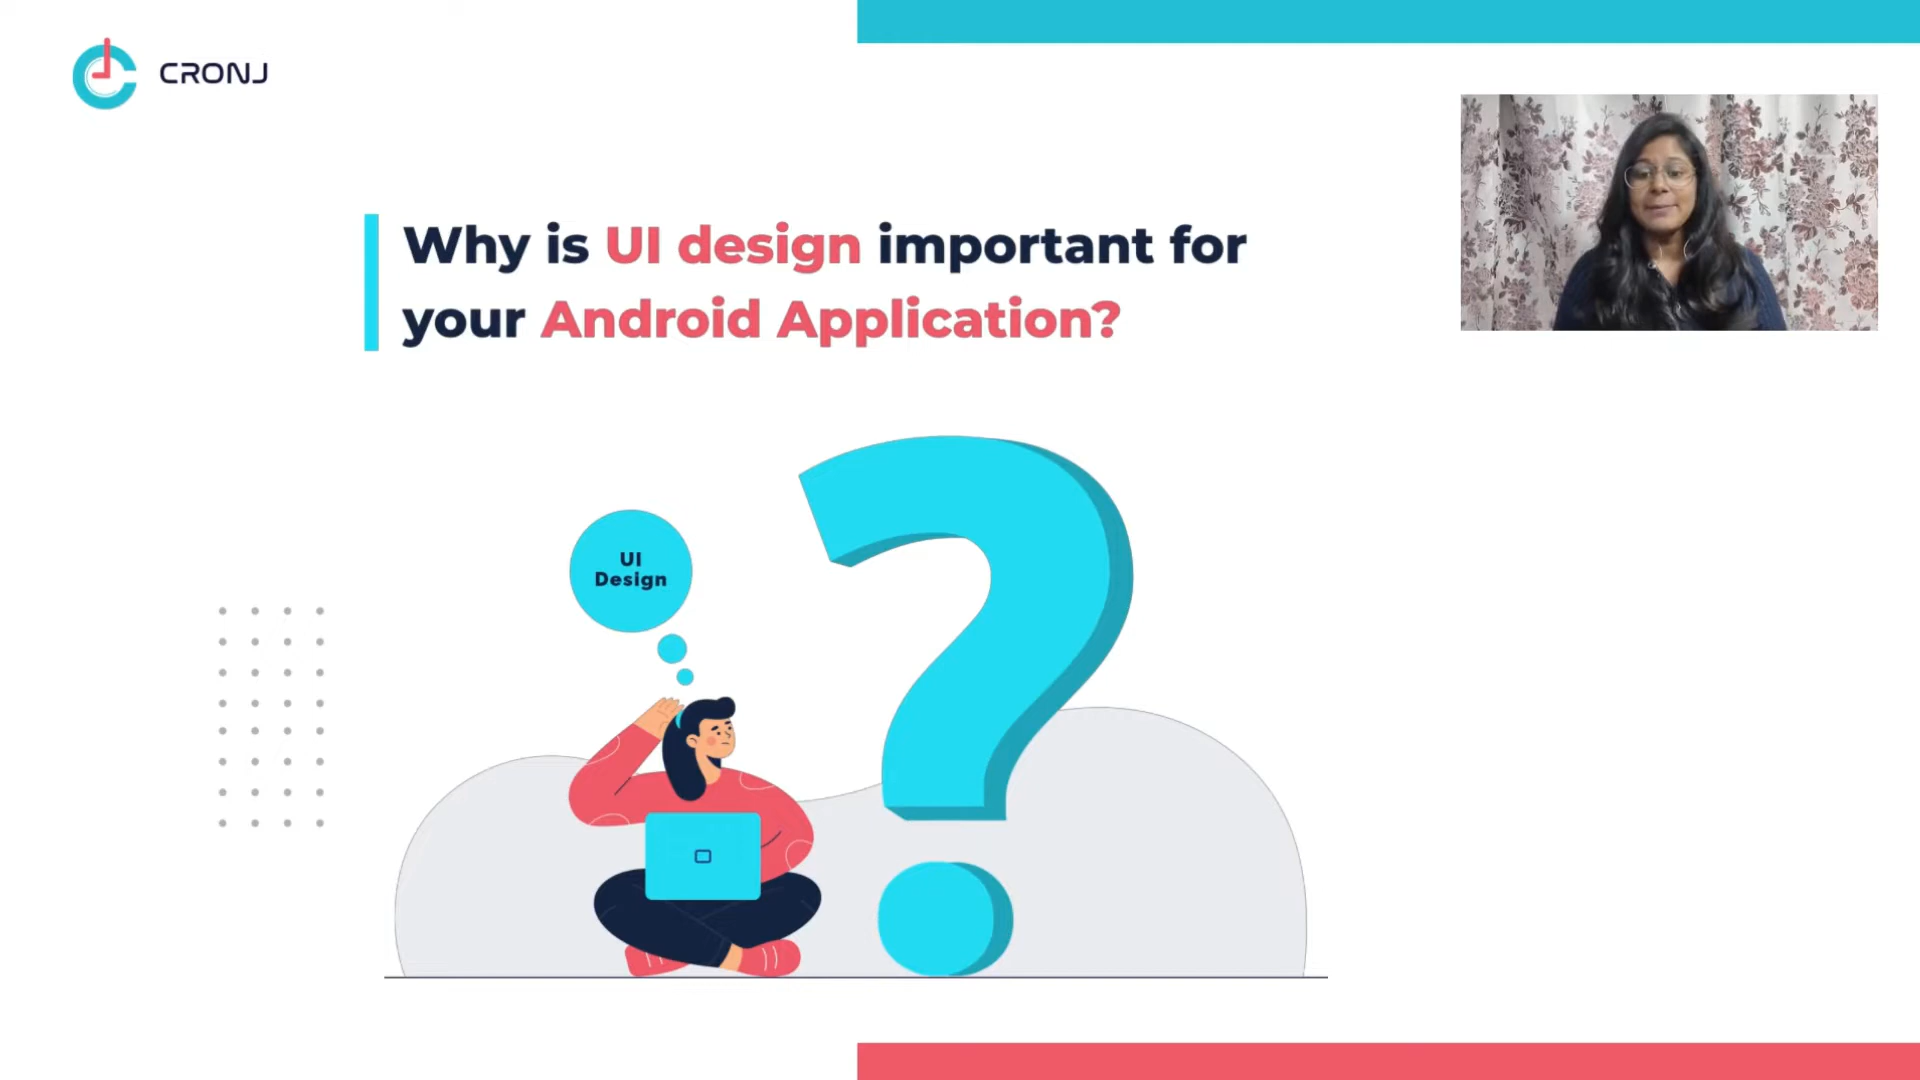 CRONJ
Why is UI design important for
your Android Application?
UI
Design